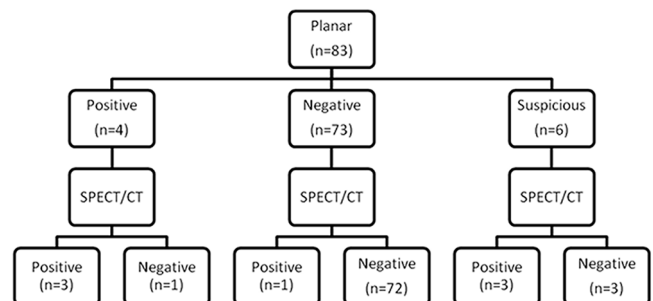 Planar
(n=83)
Positive
(n=4)
Negative
(n=73)
Suspicious
(n=6)
SPECT/CT
SPECT/CT
SPECT/CT
Positive
(n=3)
Negative
(n=1)
Positive
(n=1)
Negative
(n=72)
Positive
(n=3)
Negative
(n=3)